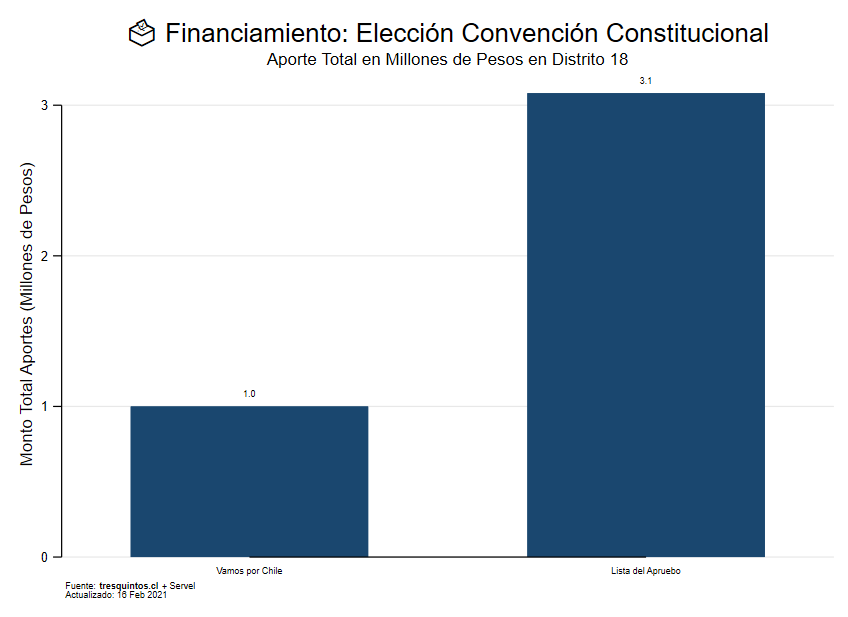 Financiamiento: Elección Convención Constitucional
Aporte Total en Millones de Pesos en Distrito 18
Monto Total Aportes (Millones de Pesos)
3
2
1
0
1.0
3.1
Vamos por Chile
Lista del Apruebo
Fuente: tresquintos.cl + Servel
Actualizado: 16 Feb 2021